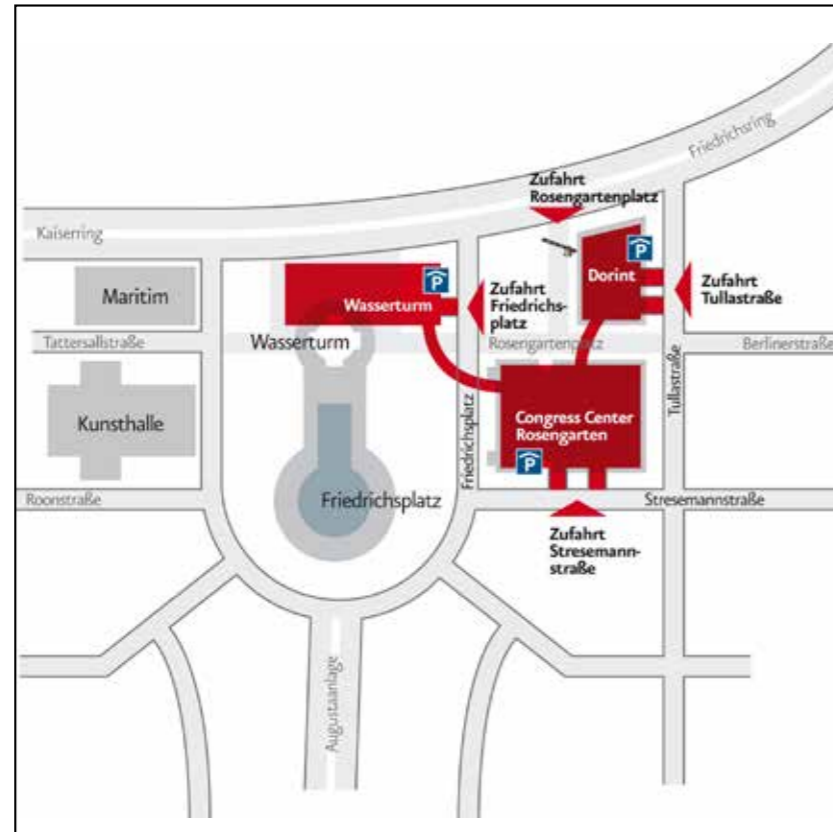 Friedrichsring
Zufahrt
Rosengartenplatz
Kaiserring
P
Dorint
P
Zufahrt
Tullastraße
Maritim
Wasserturm
Zufahrt
Friedrichs-
platz
Tattersallstraße
Wasserturm
Rosengartenplatz
Berlinerstraße
Tullastraße
Kunsthalle
Friedrichsplatz
Congress Center
Rosengarten
P
Roonstraße
Friedrichsplatz
Stresemannstraße
Zufahrt
Stresemann-
straße
Augustaanlage